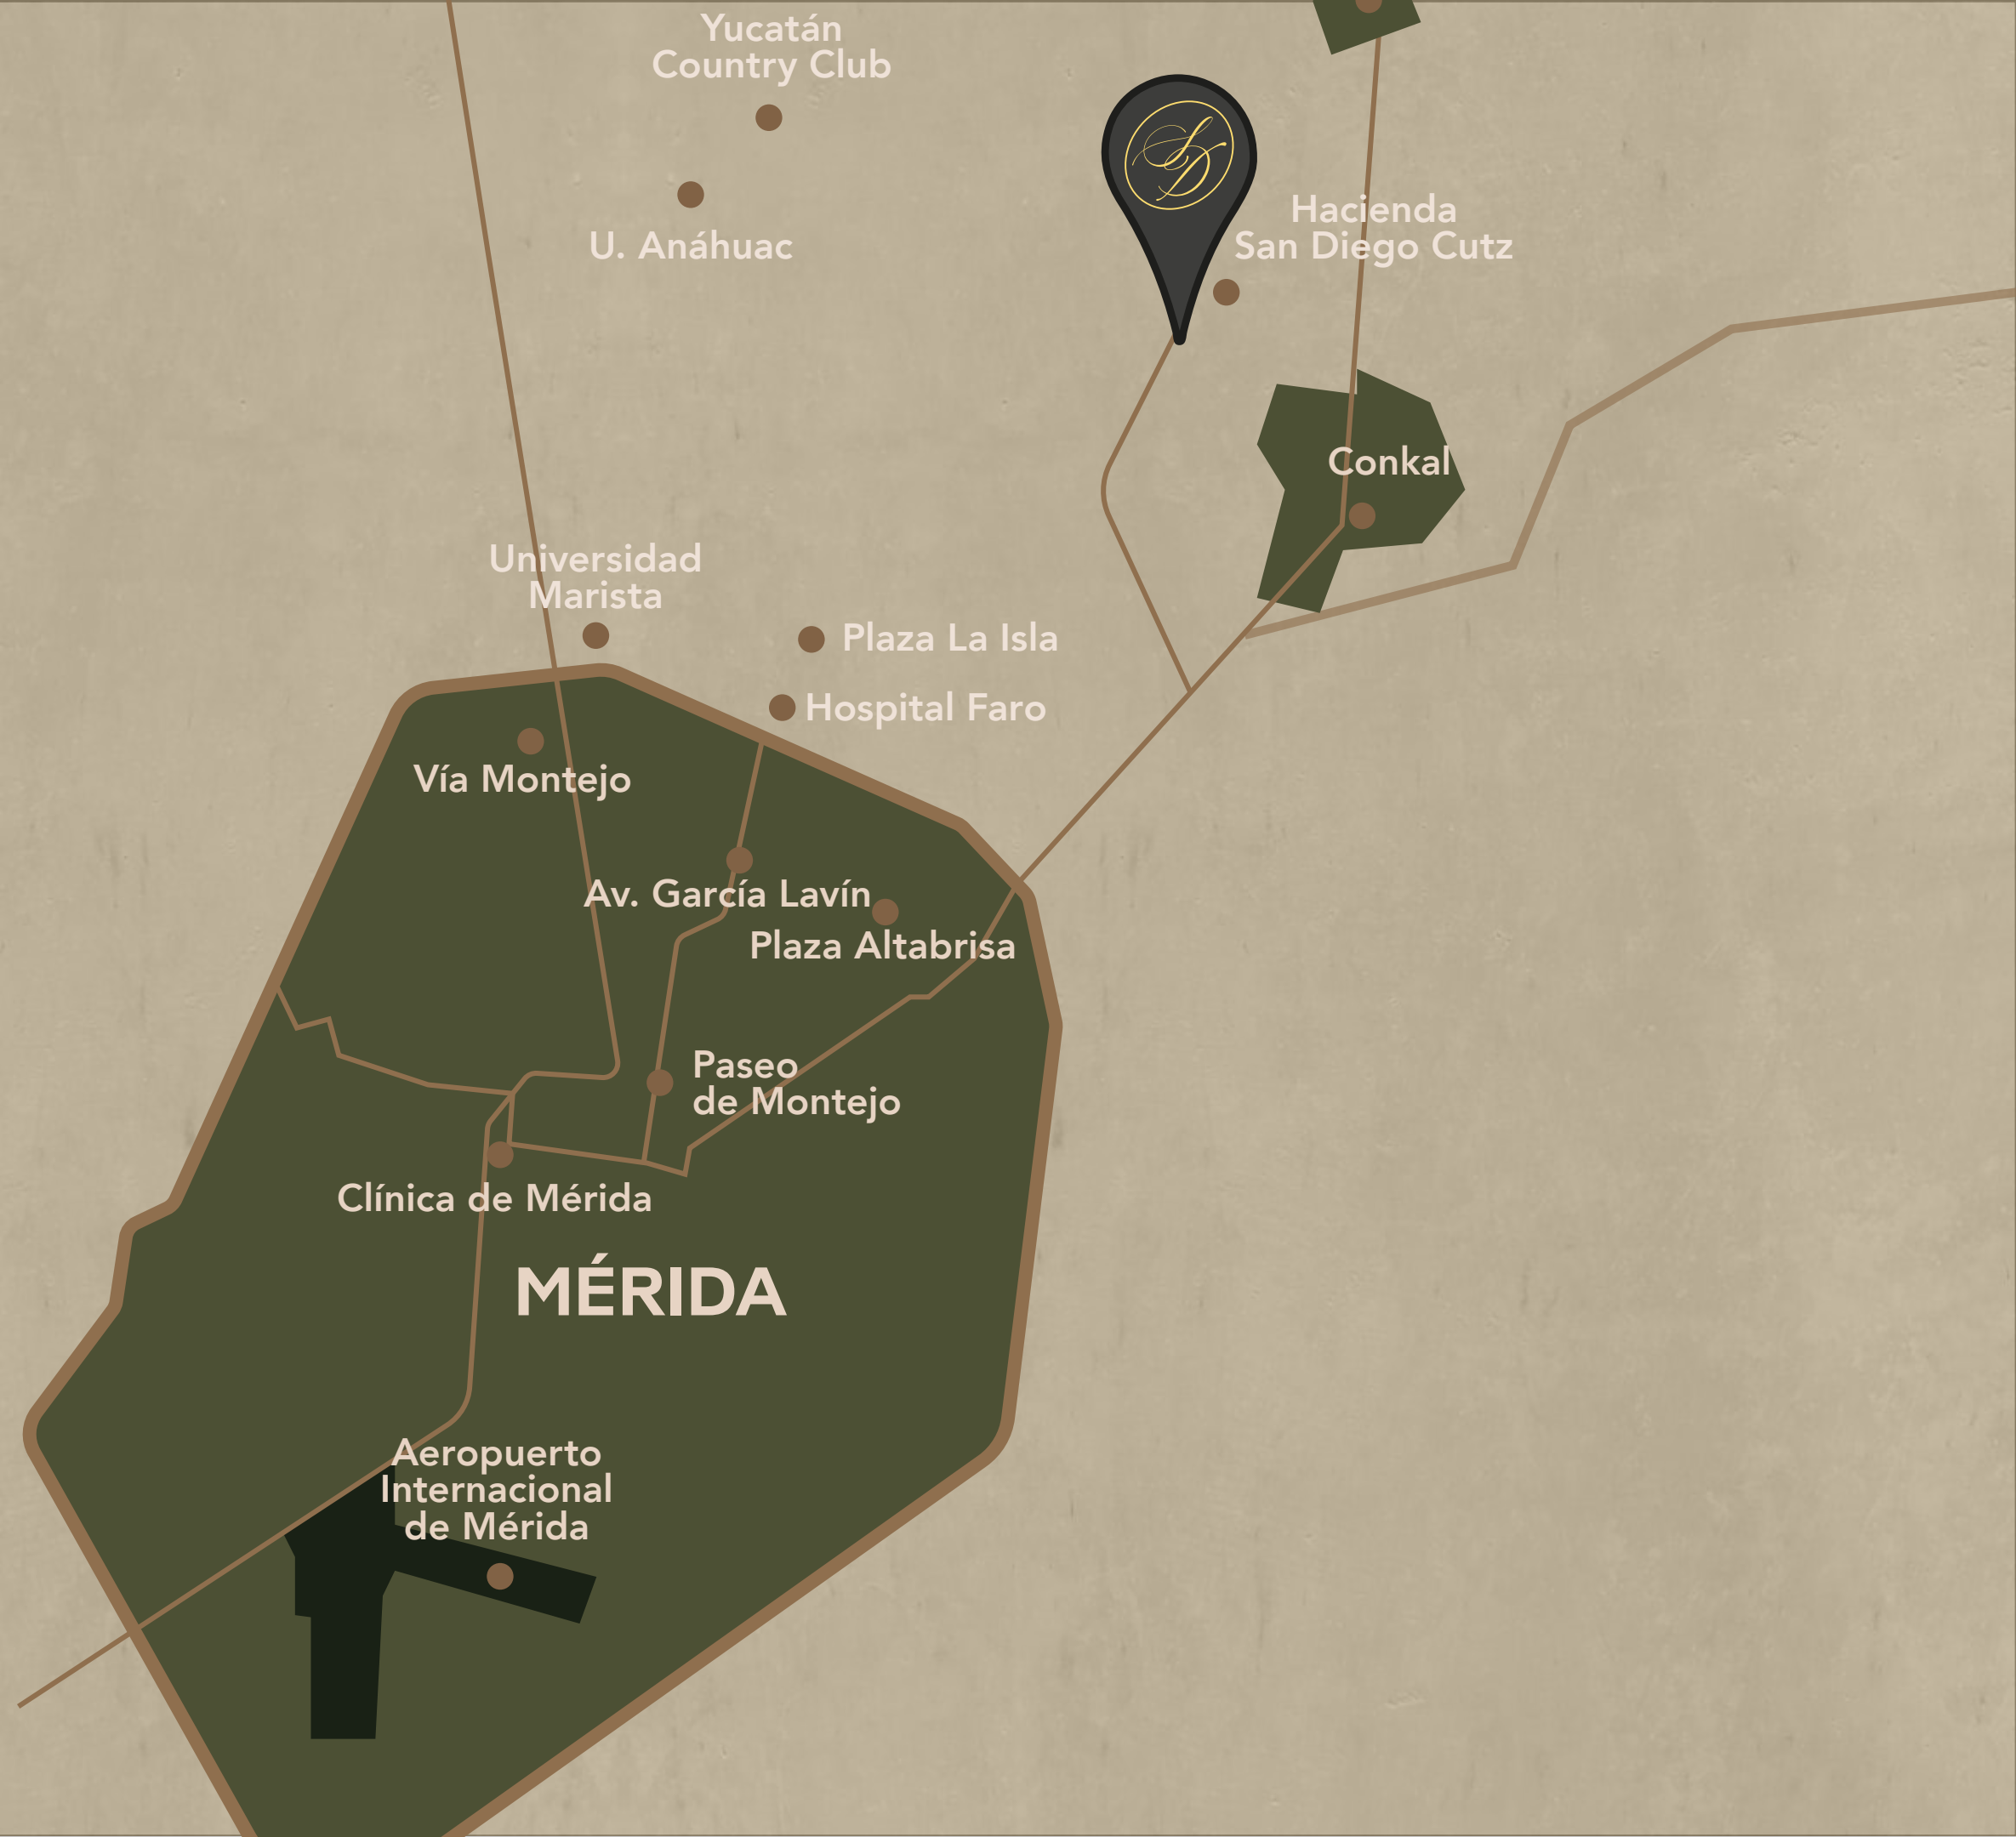 Yucatán
Country Club
U. Anáhuac
SD
Hacienda
San Diego Cutz
Conkal
Universidad
Marista
Plaza La Isla
Hospital Faro
Vía Montejo
Av. García Lavín
Plaza Altabrisa
Paseo
de Montejo
Clínica de Mérida
MÉRIDA
Aeropuerto
Internacional
de Mérida